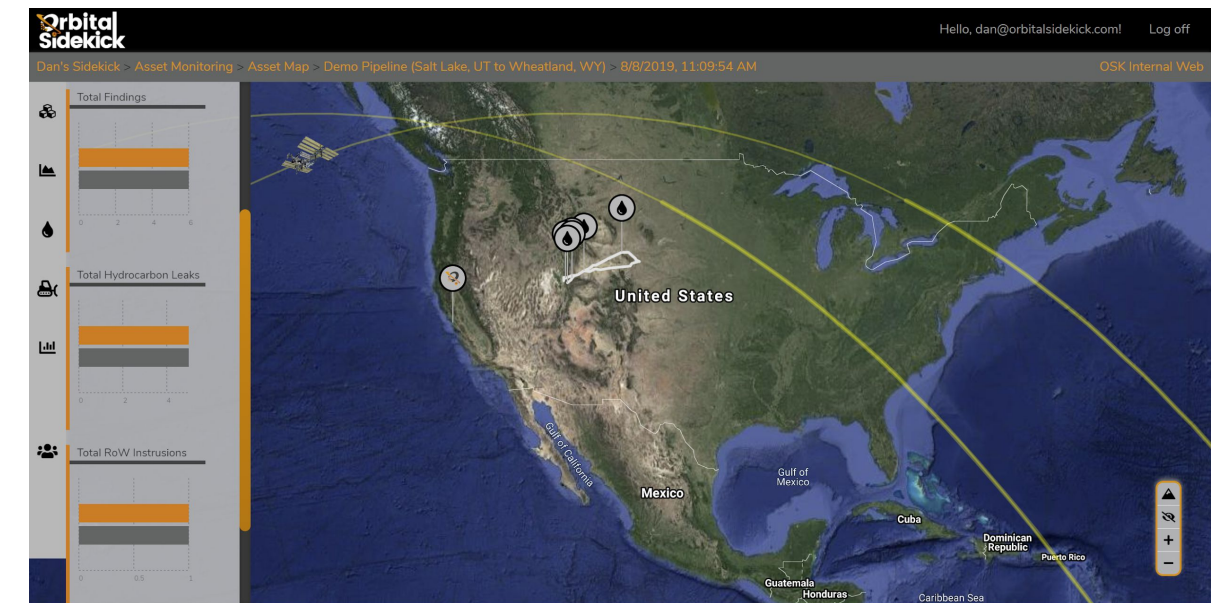 Orbital
Sidekick
Hello, dan@orbitalsidekick.com!
Log off
Dan's Sidekick > Asset Monitoring > Asset Map > Demo Pipeline (Salt Lake, UT to Wheatland, WY) > 8/8/2019, 11:09:54 AM
OSK Internal Web
Total Findings
0 2 4 6
Total Hydrocarbon Leaks
0 2 4
Total RoW Instrusions
0 0.5 1
United States
Gulf of California
Gulf of
Mexico
Mexico
Cuba
Dominican
Republic
Puerto Rico
Guatemala
Honduras
Caribbean Sea
+
−